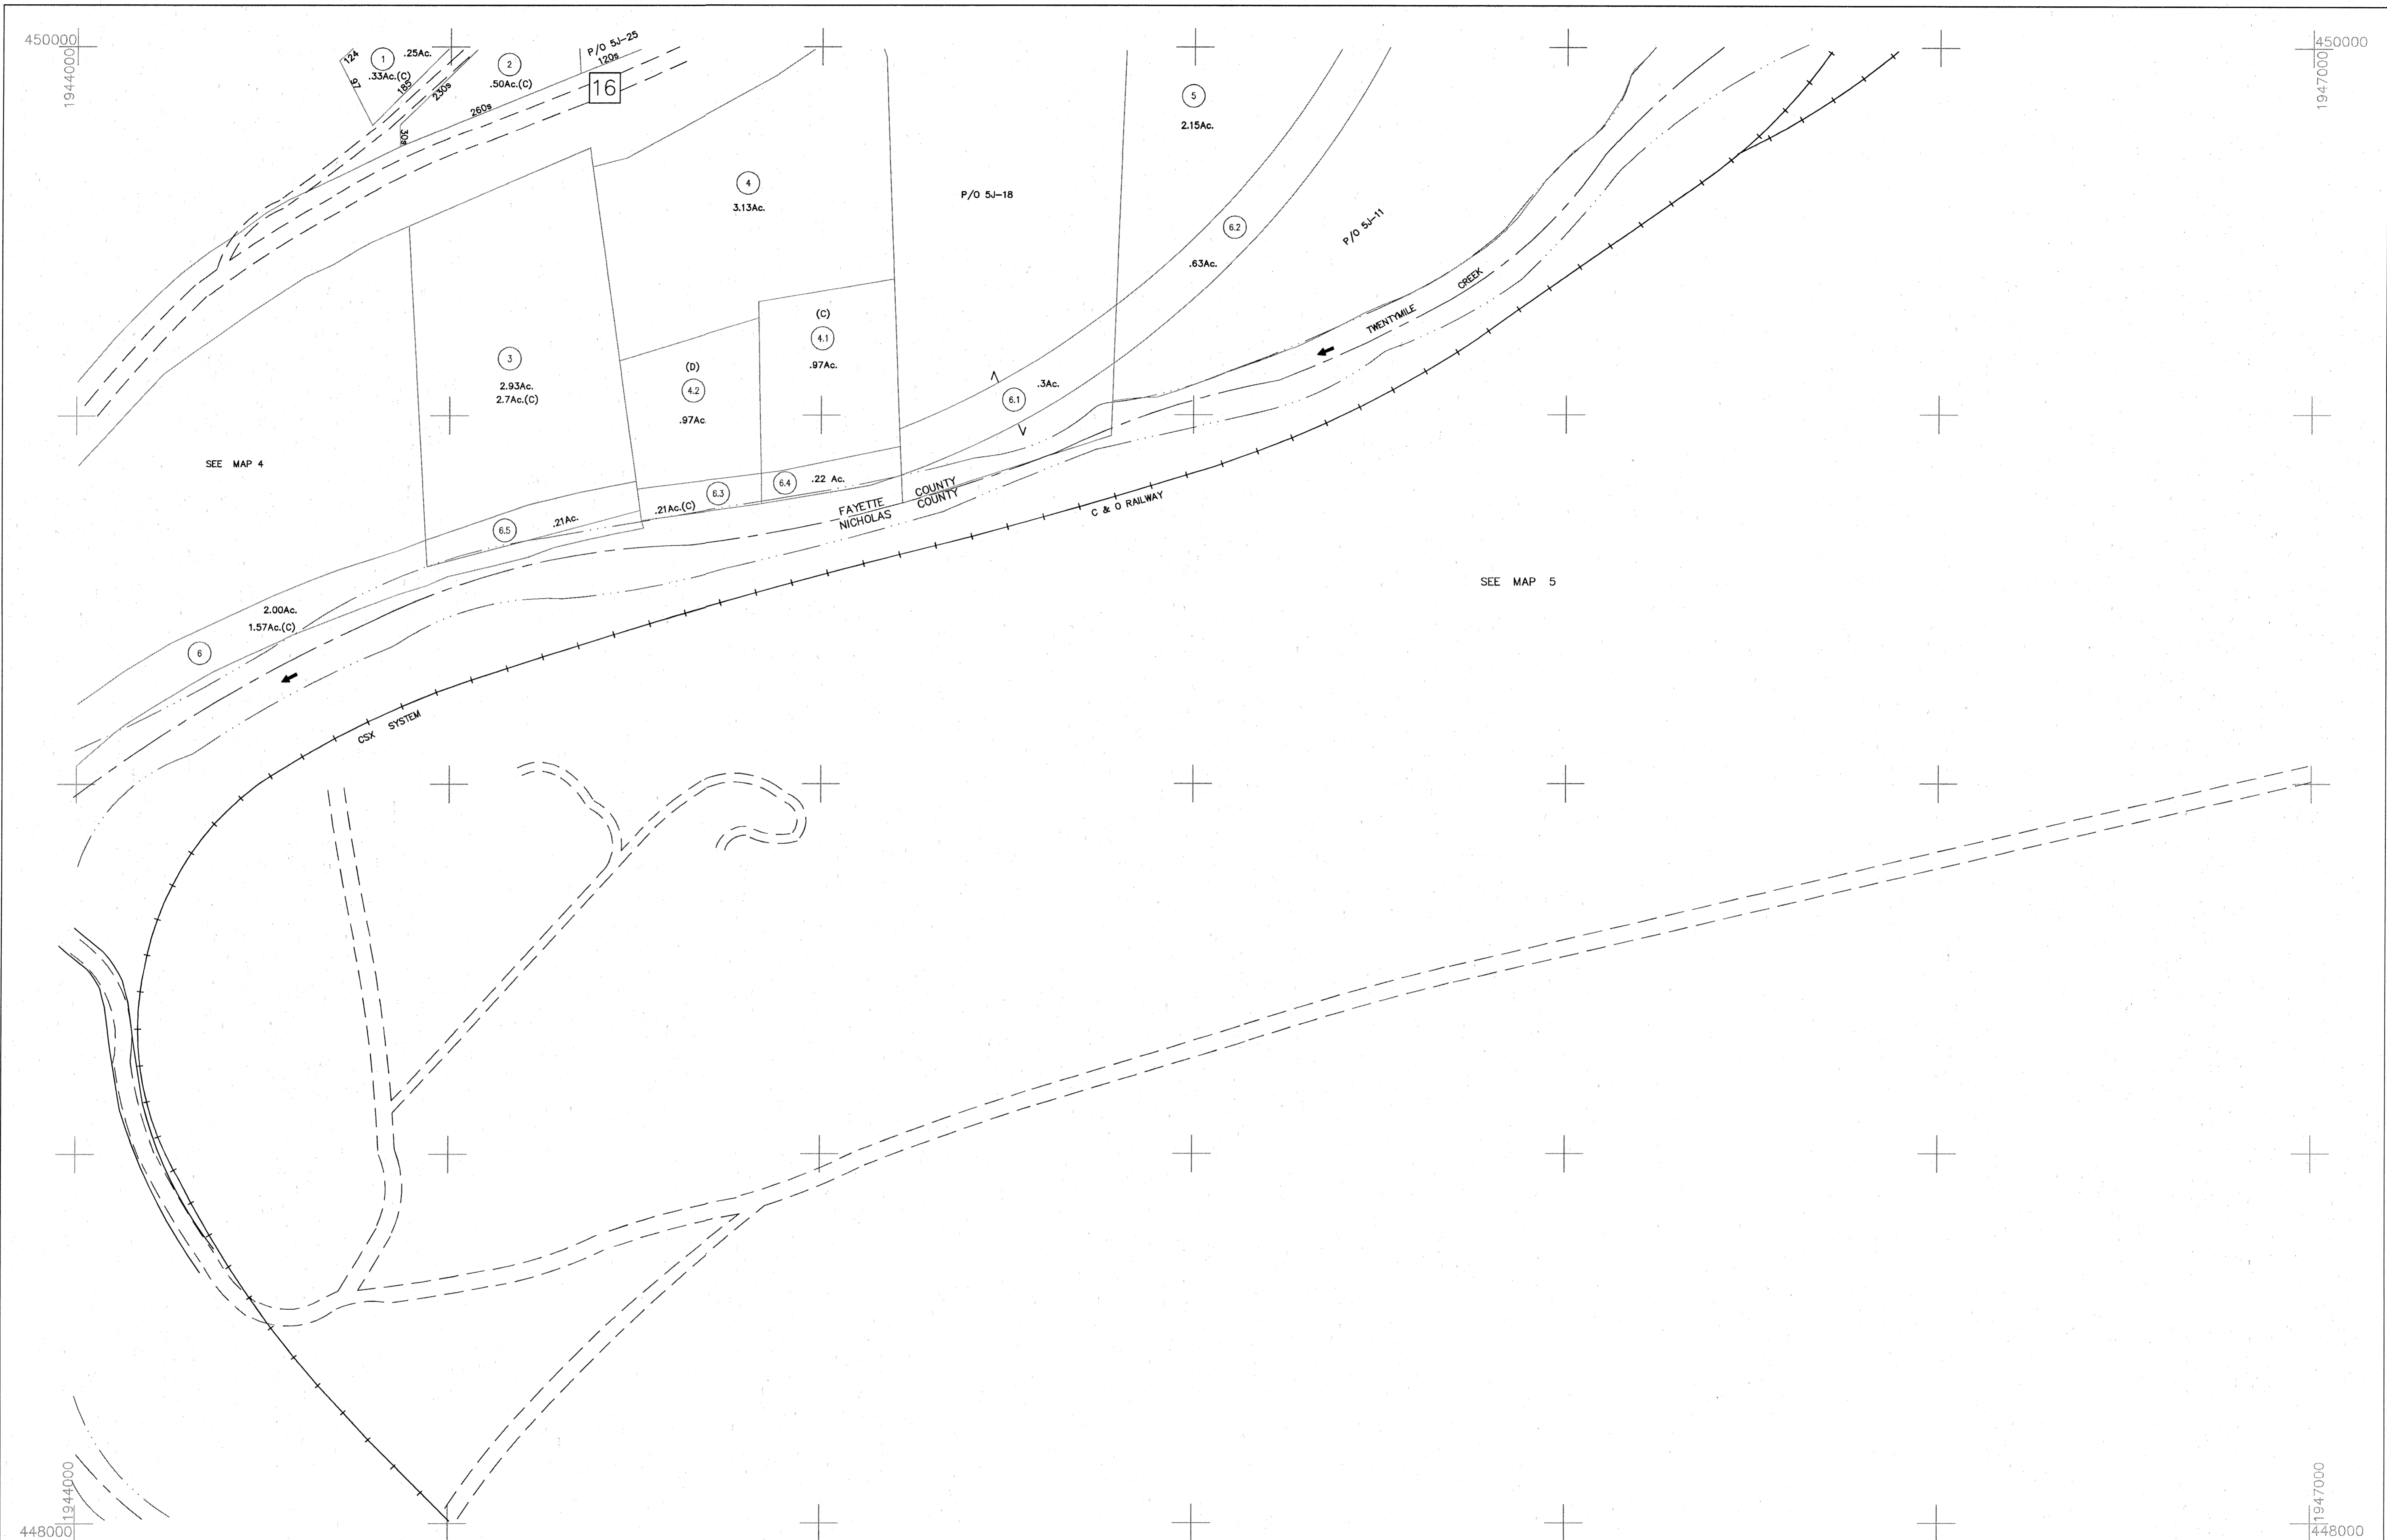 450000
1944000
124
1
.25Ac.
.33Ac.(C)
97
185
230s
30s
2
.50Ac.(C)
260s
P/O 5J-25
120s
16
5
2.15Ac.
450000
1947000
4
3.13Ac.
P/O 5J-18
6.2
.63Ac.
P/O 5J-11
TWENTYMILE CREEK
3
2.93Ac.
2.7Ac.(C)
(D)
4.2
.97Ac
(C)
4.1
.97Ac.
6.1
.3Ac.
SEE MAP 4
6.5
.21Ac.
.21Ac.(C)
6.3
6.4
.22 Ac.
FAYETTE COUNTY
NICHOLAS COUNTY
C & O RAILWAY
SEE MAP 5
2.00Ac.
1.57Ac.(C)
6
CSX SYSTEM
1944000
448000
1947000
448000